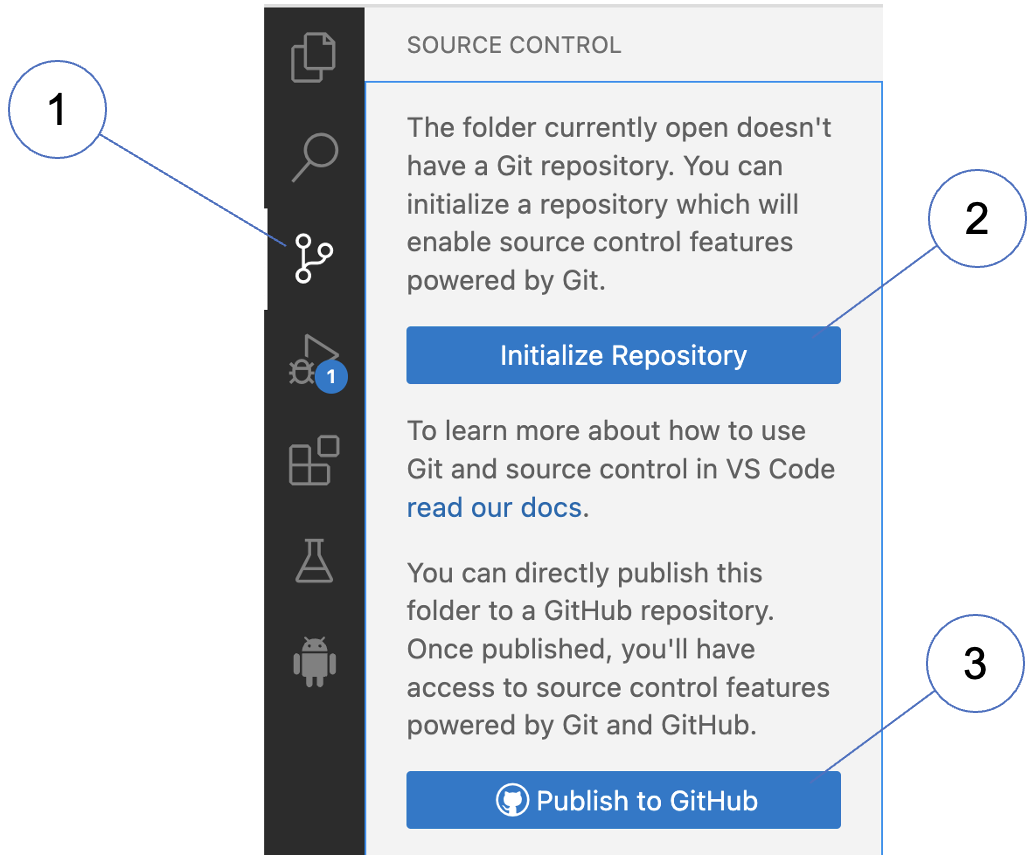 SOURCE CONTROL
1
The folder currently open doesn't
have a Git repository. You can
initialize a repository which will
enable source control features
powered by Git.
2
Initialize Repository
1
To learn more about how to use
Git and source control in VS Code
read our docs.
You can directly publish this
folder to a GitHub repository.
Once published, you'll have
access to source control features
powered by Git and GitHub.
3
Publish to GitHub